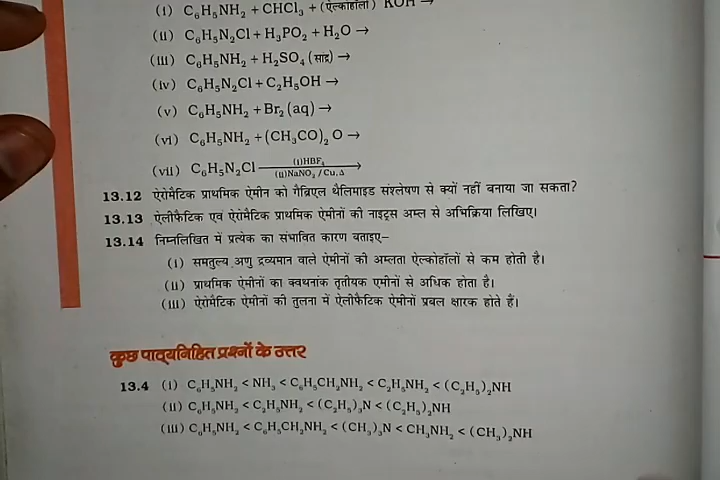 (i) C₆H₅NH₂ + CHCl₃ + (ऐल्कोहॉली) KOH →
(ii) C₆H₅N₂Cl + H₃PO₂ + H₂O →
(iii) C₆H₅NH₂ + H₂SO₄ (सांद्र) →
(iv) C₆H₅N₂Cl + C₂H₅OH →
(v) C₆H₅NH₂ + Br₂ (aq) →
(vi) C₆H₅NH₂ + (CH₃CO)₂ O →
(vii) C₆H₅N₂Cl (i)HBF₄ (ii)NaNO₂/Cu,Δ →
13.12 ऐरोमैटिक प्राथमिक ऐमीन को गैब्रिएल थैलिमाइड संश्लेषण से क्यों नहीं बनाया जा सकता?
13.13 ऐलीफैटिक एवं ऐरोमैटिक प्राथमिक ऐमीनों की नाइट्रस अम्ल से अभिक्रिया लिखिए।
13.14 निम्नलिखित में प्रत्येक का संभावित कारण बताइए–
(i) समतुल्य अणु द्रव्यमान वाले ऐमीनों की अम्लता ऐल्कोहॉलों से कम होती है।
(ii) प्राथमिक ऐमीनों का क्वथनांक तृतीयक एमीनों से अधिक होता है।
(iii) ऐरोमैटिक ऐमीनों की तुलना में ऐलीफैटिक ऐमीनें प्रबल क्षारक होते हैं।
कुछ पाठ्यनिहित प्रश्नों के उत्तर
13.4 (i) C₆H₅NH₂ < NH₃ < C₆H₅CH₂NH₂ < C₂H₅NH₂ < (C₂H₅)₂NH
(ii) C₆H₅NH₂ < C₂H₅NH₂ < (C₂H₅)₃N < (C₂H₅)₂NH
(iii) C₆H₅NH₂ < C₆H₅CH₂NH₂ < (CH₃)₃N < CH₃NH₂ < (CH₃)₂NH